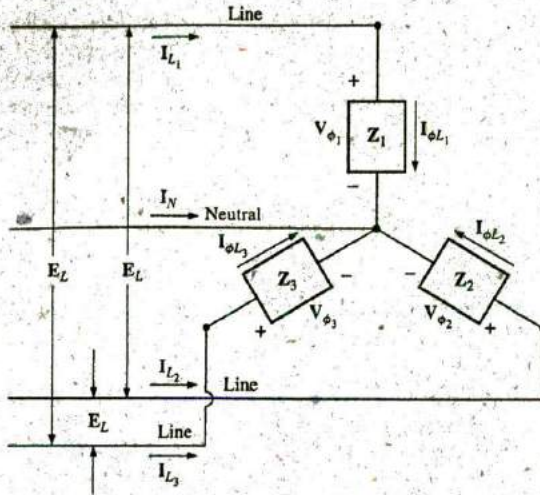 Line
I_L₁
+
V_ϕ₁ Z₁ I_ϕL₁
−
I_N
Neutral
I_ϕL₃ I_ϕL₂
E_L E_L Z₃ − − Z₂
+ V_ϕ₃ V_ϕ₂ +
I_L₂ Line
E_L
Line
I_L₃